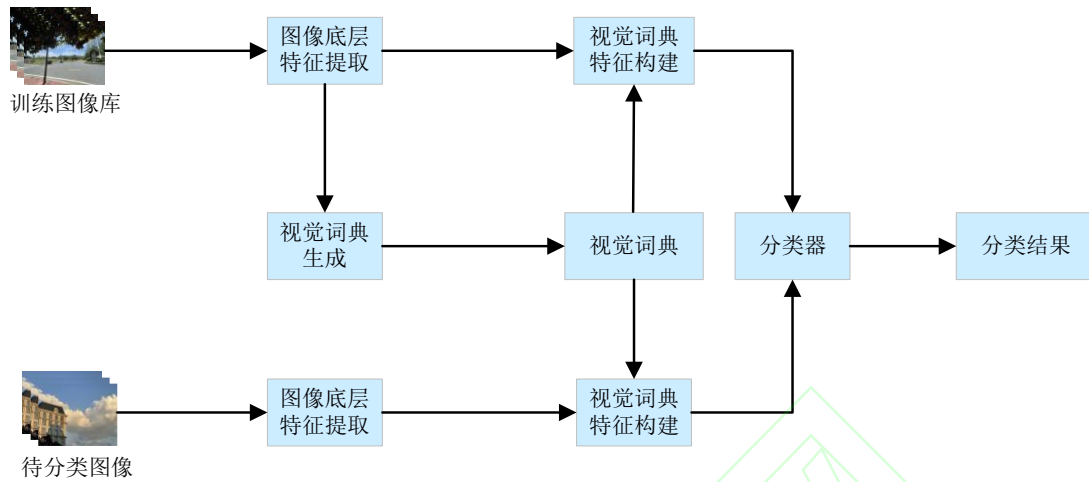 图像底层
特征提取
视觉词典
特征构建
训练图像库
视觉词典
生成
视觉词典
分类器
分类结果
图像底层
特征提取
视觉词典
特征构建
待分类图像